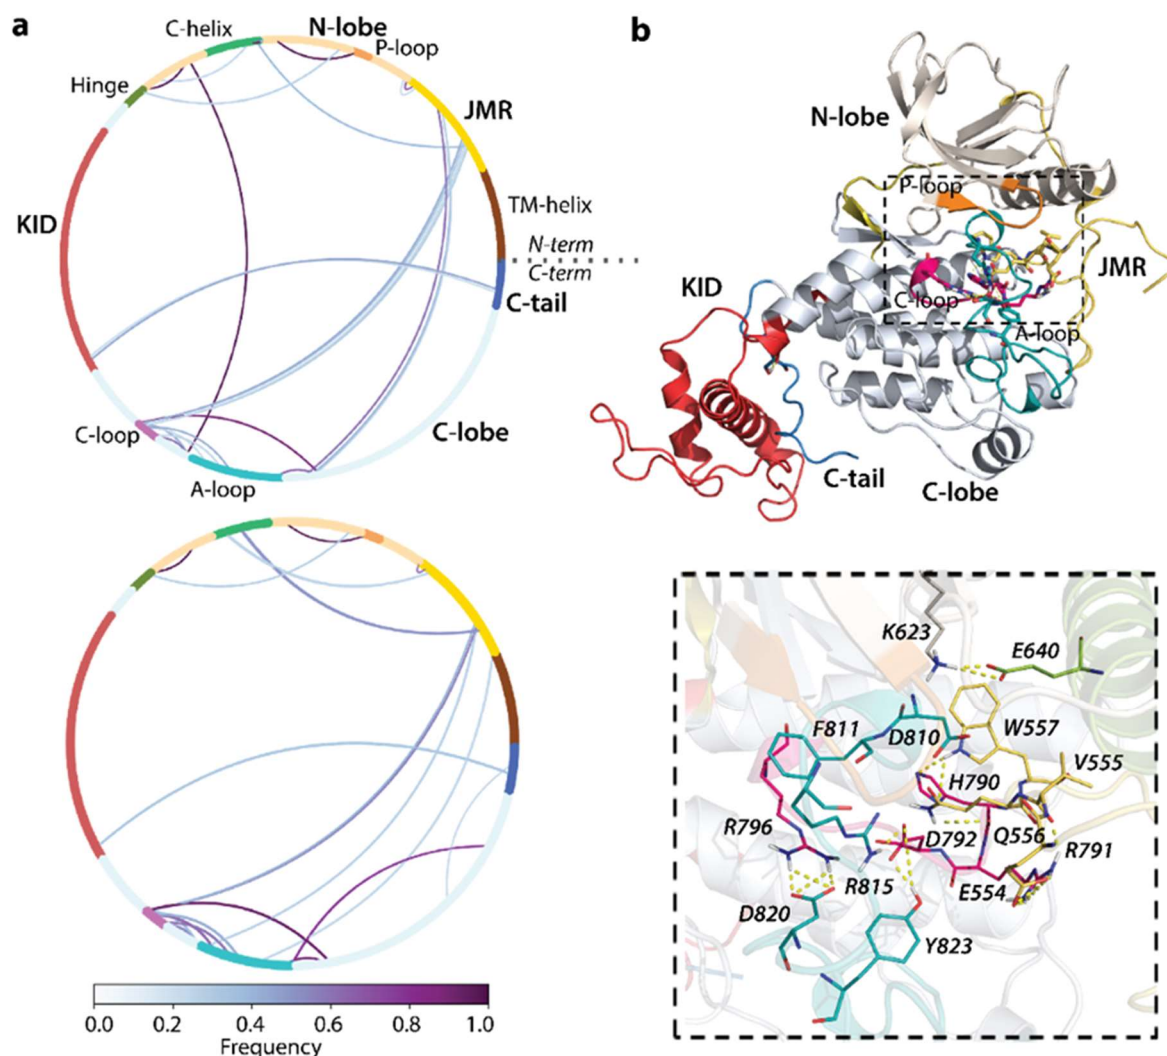 a
C-helix
N-lobe
P-loop
Hinge
JMR
KID
TM-helix
N-term
C-term
C-tail
C-loop
C-lobe
A-loop
0.0 0.2 0.4 0.6 0.8 1.0
Frequency
b
N-lobe
P-loop
JMR
KID
C-loop
A-loop
C-tail
C-lobe
K623
E640
F811
D810
W557
V555
H790
R796
D792
Q556
R791
R815
E554
D820
Y823